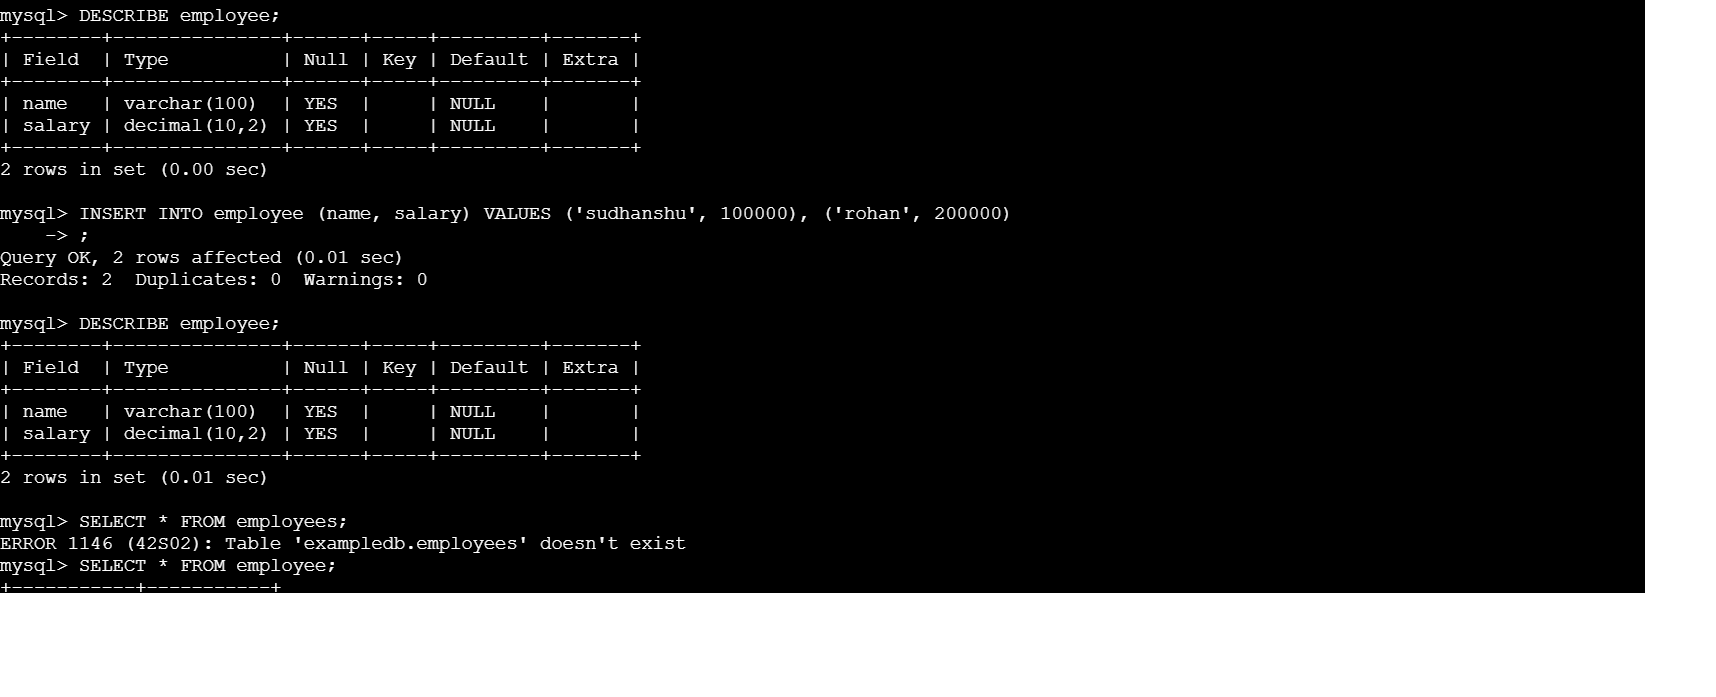 mysql> DESCRIBE employee;
+--------+---------------+------+-----+---------+-------+
| Field  | Type          | Null | Key | Default | Extra |
+--------+---------------+------+-----+---------+-------+
| name   | varchar(100)  | YES  |     | NULL    |       |
| salary | decimal(10,2) | YES  |     | NULL    |       |
+--------+---------------+------+-----+---------+-------+
2 rows in set (0.00 sec)

mysql> INSERT INTO employee (name, salary) VALUES ('sudhanshu', 100000), ('rohan', 200000)
    -> ;
Query OK, 2 rows affected (0.01 sec)
Records: 2  Duplicates: 0  Warnings: 0

mysql> DESCRIBE employee;
+--------+---------------+------+-----+---------+-------+
| Field  | Type          | Null | Key | Default | Extra |
+--------+---------------+------+-----+---------+-------+
| name   | varchar(100)  | YES  |     | NULL    |       |
| salary | decimal(10,2) | YES  |     | NULL    |       |
+--------+---------------+------+-----+---------+-------+
2 rows in set (0.01 sec)

mysql> SELECT * FROM employees;
ERROR 1146 (42S02): Table 'exampledb.employees' doesn't exist
mysql> SELECT * FROM employee;
+-----------+-----------+